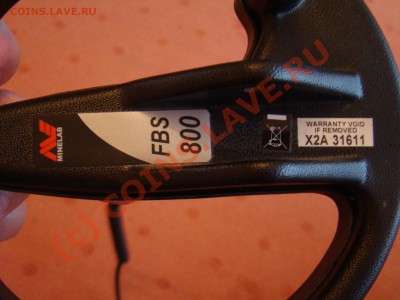 COINS.LAVE.RU
MINELAB
FBS
800
WARRANTY VOID
IF REMOVED
X2A 31611
(c) COINS.LAVE.RU